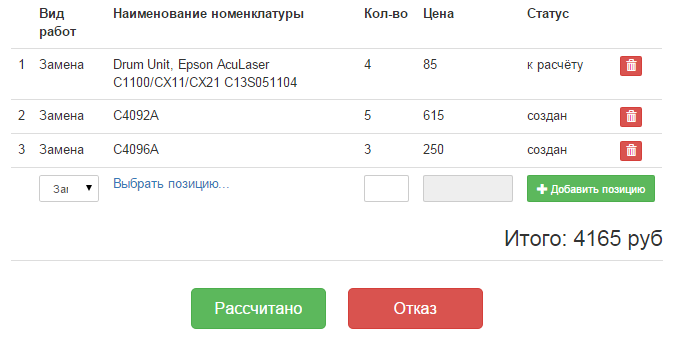 Вид работ Наименование номенклатуры Кол-во Цена Статус
1 Замена Drum Unit, Epson AcuLaser 4 85 к расчёту
C1100/CX11/CX21 C13S051104
2 Замена C4092A 5 615 создан
3 Замена C4096A 3 250 создан
За Выбрать позицию... Добавить позицию
Итого: 4165 руб
Рассчитано Отказ